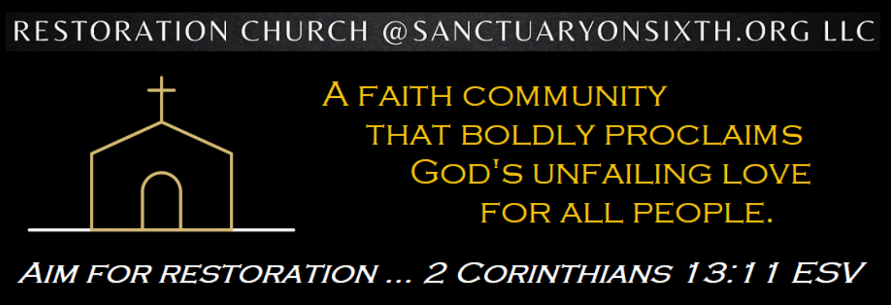 RESTORATION CHURCH @SANCTUARYONSIXTH.ORG LLC
A FAITH COMMUNITY
THAT BOLDLY PROCLAIMS
GOD'S UNFAILING LOVE
FOR ALL PEOPLE.
AIM FOR RESTORATION ... 2 CORINTHIANS 13:11 ESV